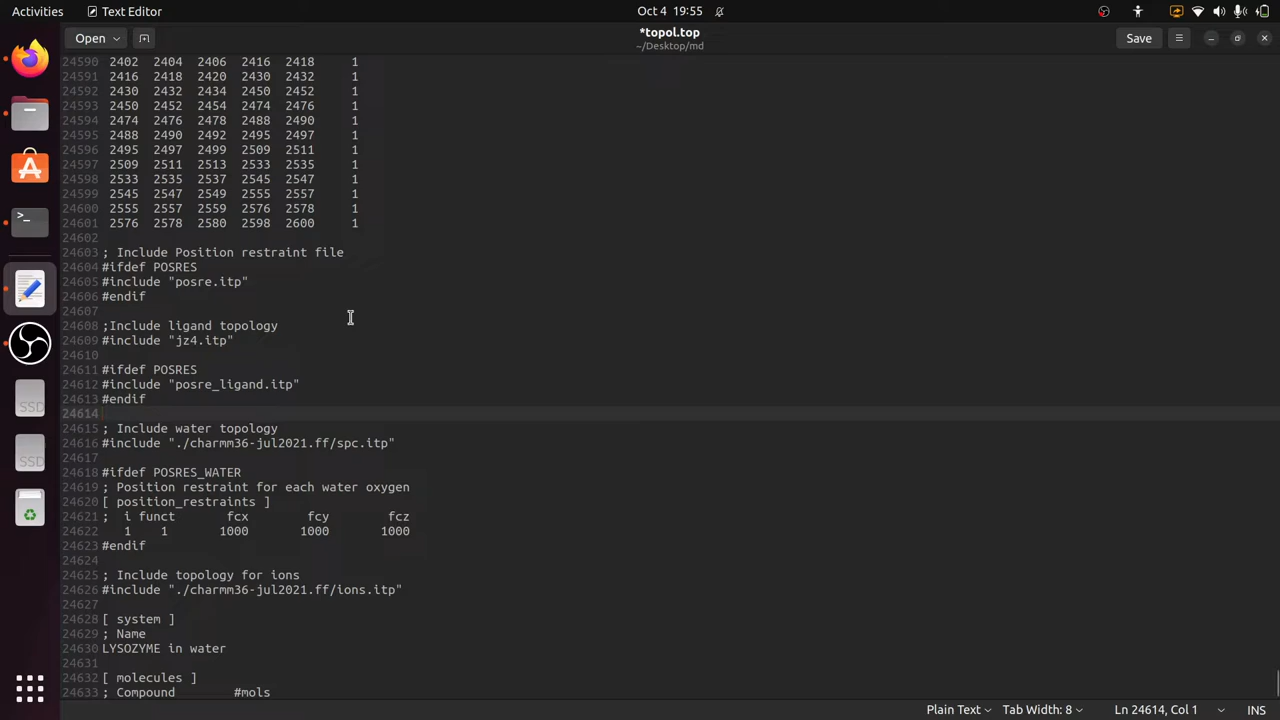 Activities Text Editor Oct 4 19:55
Open *topol.top Save
~/Desktop/md
24590 2402 2404 2406 2416 2418 1
24591 2416 2418 2420 2430 2432 1
24592 2430 2432 2434 2450 2452 1
24593 2450 2452 2454 2474 2476 1
24594 2474 2476 2478 2488 2490 1
24595 2488 2490 2492 2495 2497 1
24596 2495 2497 2499 2509 2511 1
24597 2509 2511 2513 2533 2535 1
24598 2533 2535 2537 2545 2547 1
24599 2545 2547 2549 2555 2557 1
24600 2555 2557 2559 2576 2578 1
24601 2576 2578 2580 2598 2600 1
24602
24603 ; Include Position restraint file
24604 #ifdef POSRES
24605 #include "posre.itp"
24606 #endif
24607
24608 ;Include ligand topology
24609 #include "jz4.itp"
24610
24611 #ifdef POSRES
24612 #include "posre_ligand.itp"
24613 #endif
24614
24615 ; Include water topology
24616 #include "./charmm36-jul2021.ff/spc.itp"
24617
24618 #ifdef POSRES_WATER
24619 ; Position restraint for each water oxygen
24620 [ position_restraints ]
24621 ; i funct fcx fcy fcz
24622 1 1 1000 1000 1000
24623 #endif
24624
24625 ; Include topology for ions
24626 #include "./charmm36-jul2021.ff/ions.itp"
24627
24628 [ system ]
24629 ; Name
24630 LYSOZYME in water
24631
24632 [ molecules ]
24633 ; Compound #mols
SSD
SSD
Plain Text Tab Width: 8 Ln 24614, Col 1 INS